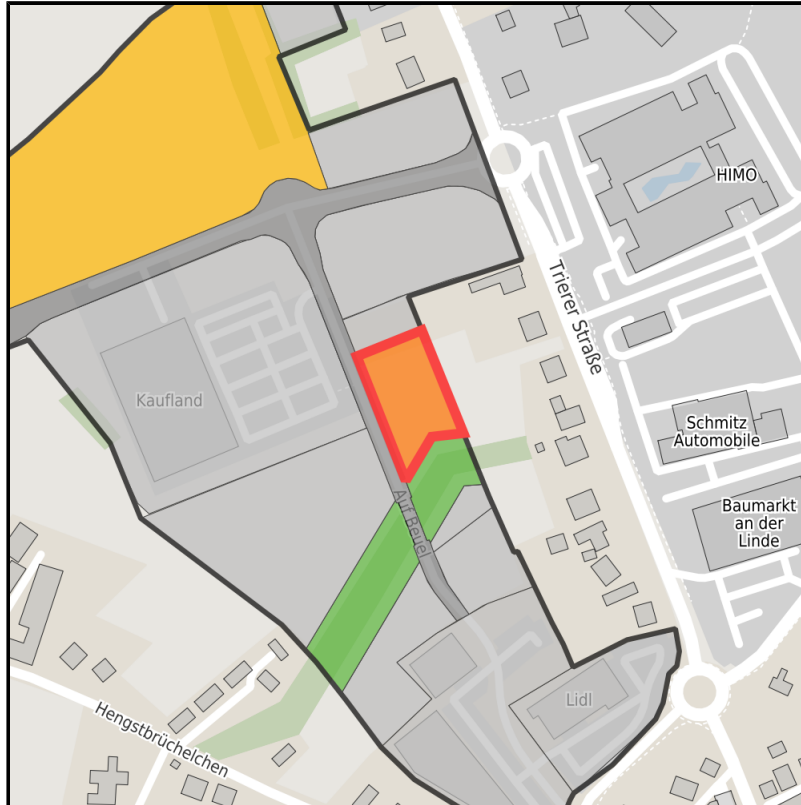 HIMO
Trierer Straße
Kaufland
Schmitz
Automobile
Auf Beuel
Baumarkt
an der
Linde
Lidl
Hengstbrüchelchen